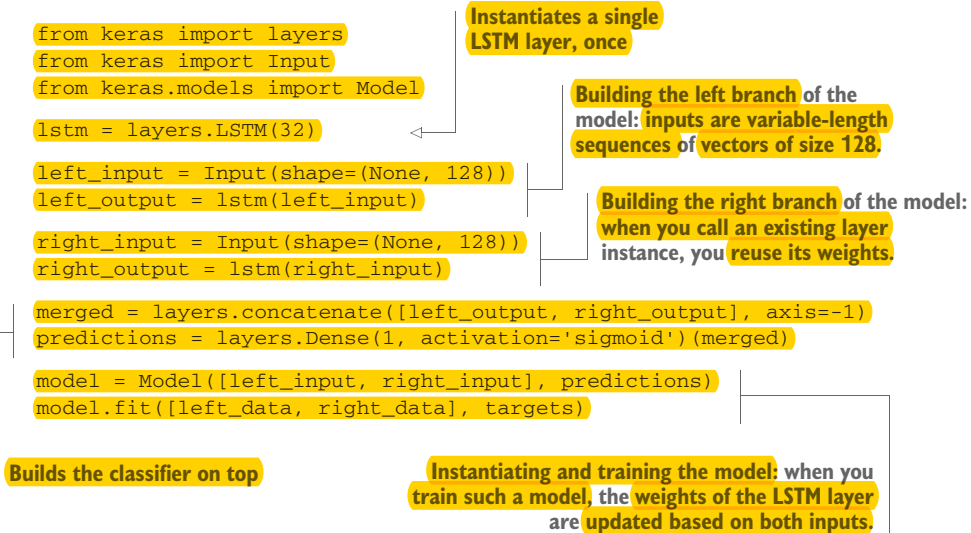 Instantiates a single
LSTM layer, once
from keras import layers
from keras import Input
from keras.models import Model
lstm = layers.LSTM(32)
Building the left branch of the
model: inputs are variable-length
sequences of vectors of size 128.
left_input = Input(shape=(None, 128))
left_output = lstm(left_input)
Building the right branch of the model:
when you call an existing layer
instance, you reuse its weights.
right_input = Input(shape=(None, 128))
right_output = lstm(right_input)
merged = layers.concatenate([left_output, right_output], axis=-1)
predictions = layers.Dense(1, activation='sigmoid')(merged)
model = Model([left_input, right_input], predictions)
model.fit([left_data, right_data], targets)
Builds the classifier on top
Instantiating and training the model: when you
train such a model, the weights of the LSTM layer
are updated based on both inputs.